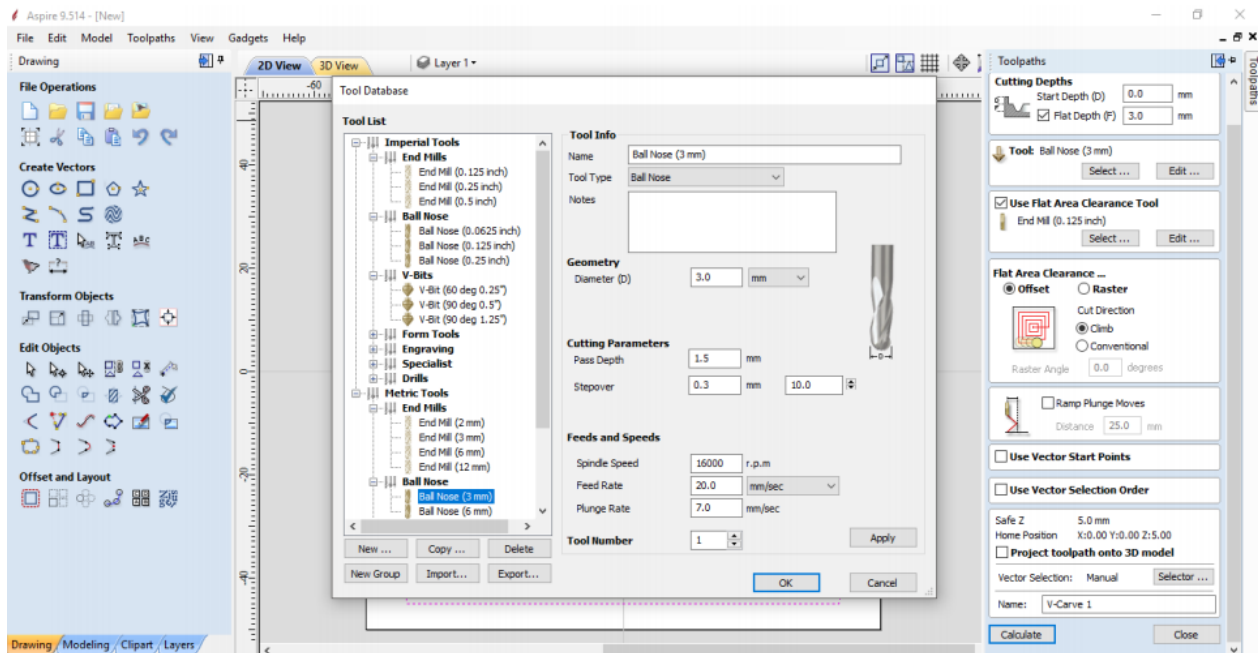 Aspire 9.514 - [New]
File Edit Model Toolpaths View Gadgets Help
Drawing
File Operations
Create Vectors
Transform Objects
Edit Objects
Offset and Layout
Drawing Modeling Clipart Layers
2D View 3D View Layer 1
-60
40
20
0
-20
-40
Tool Database
Tool List
Imperial Tools
End Mills
End Mill (0.125 inch)
End Mill (0.25 inch)
End Mill (0.5 inch)
Ball Nose
Ball Nose (0.0625 inch)
Ball Nose (0.125 inch)
Ball Nose (0.25 inch)
V-Bits
V-Bit (60 deg 0.25")
V-Bit (90 deg 0.5")
V-Bit (90 deg 1.25")
Form Tools
Engraving
Specialist
Drills
Metric Tools
End Mills
End Mill (2 mm)
End Mill (3 mm)
End Mill (6 mm)
End Mill (12 mm)
Ball Nose
Ball Nose (3 mm)
Ball Nose (6 mm)
New ... Copy ... Delete
New Group Import... Export...
Tool Info
Name Ball Nose (3 mm)
Tool Type Ball Nose
Notes
Geometry
Diameter (D) 3.0 mm
D
Cutting Parameters
Pass Depth 1.5 mm
Stepover 0.3 mm 10.0
Feeds and Speeds
Spindle Speed 16000 r.p.m
Feed Rate 20.0 mm/sec
Plunge Rate 7.0 mm/sec
Tool Number 1 Apply
OK Cancel
Toolpaths
Toolpaths
Cutting Depths
Start Depth (D) 0.0 mm
Flat Depth (F) 3.0 mm
Tool: Ball Nose (3 mm)
Select ... Edit ...
Use Flat Area Clearance Tool
End Mill (0.125 inch)
Select ... Edit ...
Flat Area Clearance ...
Offset Raster
Cut Direction
Climb
Conventional
Raster Angle 0.0 degrees
Ramp Plunge Moves
Distance 25.0 mm
Use Vector Start Points
Use Vector Selection Order
Safe Z 5.0 mm
Home Position X:0.00 Y:0.00 Z:5.00
Project toolpath onto 3D model
Vector Selection: Manual Selector ...
Name: V-Carve 1
Calculate Close